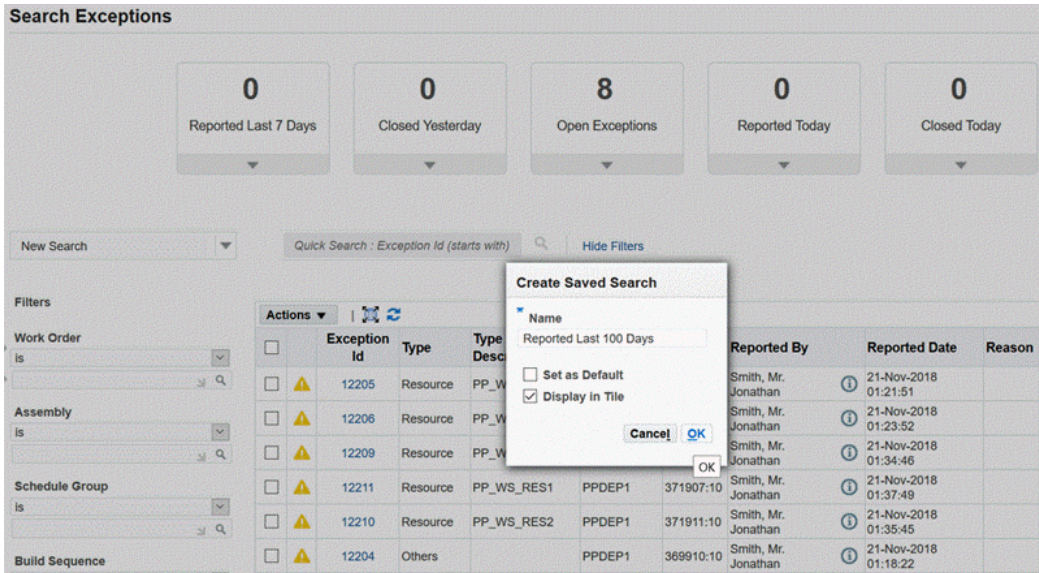 Search Exceptions
0 0 8 0 0
Reported Last 7 Days Closed Yesterday Open Exceptions Reported Today Closed Today
New Search Quick Search : Exception Id (starts with) Hide Filters
Filters
Work Order
is
Assembly
is
Schedule Group
is
Build Sequence
Create Saved Search
* Name
Reported Last 100 Days
Set as Default
Display in Tile
Cancel OK
OK
Actions
Exception Id Type Type Desc Reported By Reported Date Reason
12205 Resource PP_W Smith, Mr. Jonathan 21-Nov-2018 01:21:51
12206 Resource PP_W Smith, Mr. Jonathan 21-Nov-2018 01:23:52
12209 Resource PP_W Smith, Mr. Jonathan 21-Nov-2018 01:34:46
12211 Resource PP_WS_RES1 PPDEP1 371907:10 Smith, Mr. Jonathan 21-Nov-2018 01:37:49
12210 Resource PP_WS_RES2 PPDEP1 371911:10 Smith, Mr. Jonathan 21-Nov-2018 01:35:45
12204 Others PPDEP1 369910:10 Smith, Mr. Jonathan 21-Nov-2018 01:18:22